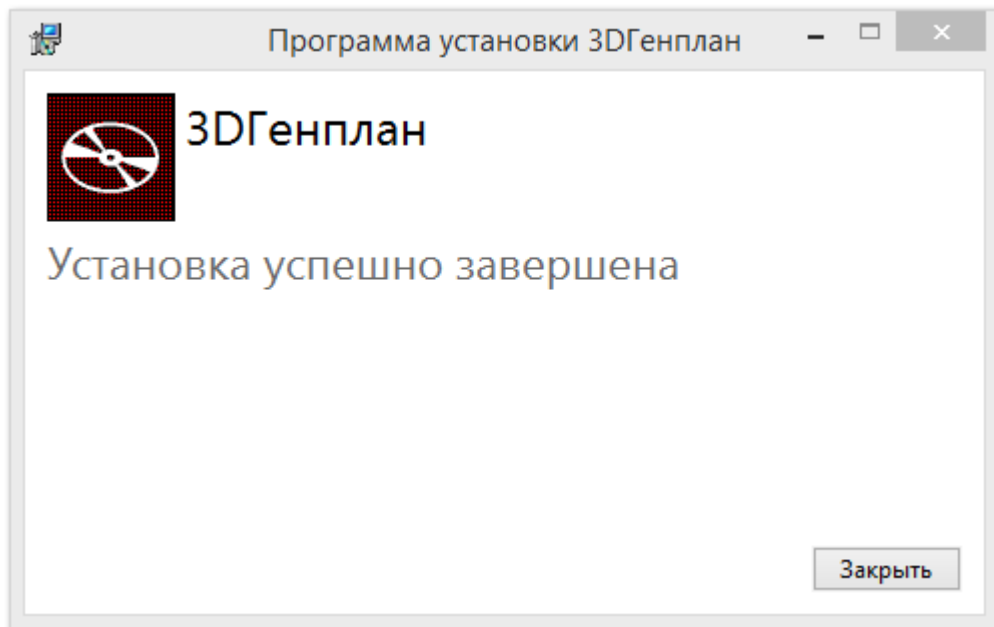 Программа установки 3DГенплан
3DГенплан
Установка успешно завершена
Закрыть